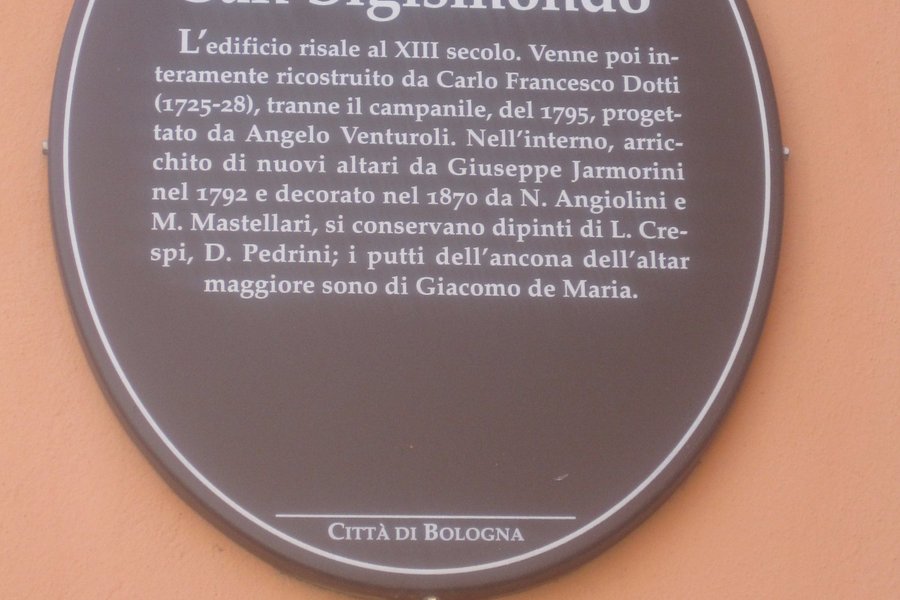 San Sigismondo
L'edificio risale al XIII secolo. Venne poi in-
teramente ricostruito da Carlo Francesco Dotti
(1725-28), tranne il campanile, del 1795, proget-
tato da Angelo Venturoli. Nell'interno, arric-
chito di nuovi altari da Giuseppe Jarmorini
nel 1792 e decorato nel 1870 da N. Angiolini e
M. Mastellari, si conservano dipinti di L. Cre-
spi, D. Pedrini; i putti dell'ancona dell'altar
maggiore sono di Giacomo de Maria.
CITTÀ DI BOLOGNA